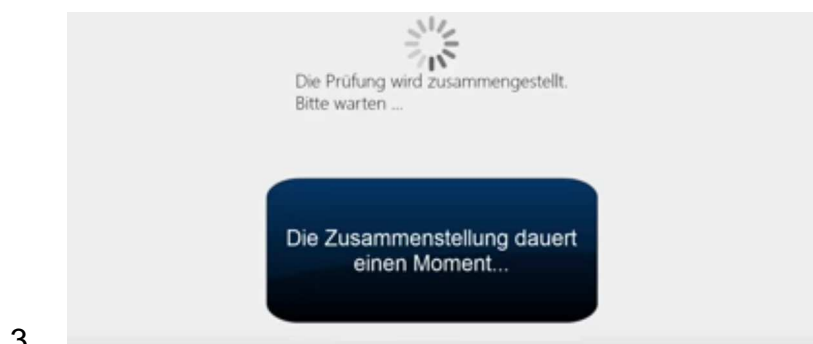 Die Prüfung wird zusammengestellt.
Bitte warten ...
Die Zusammenstellung dauert
einen Moment...
3